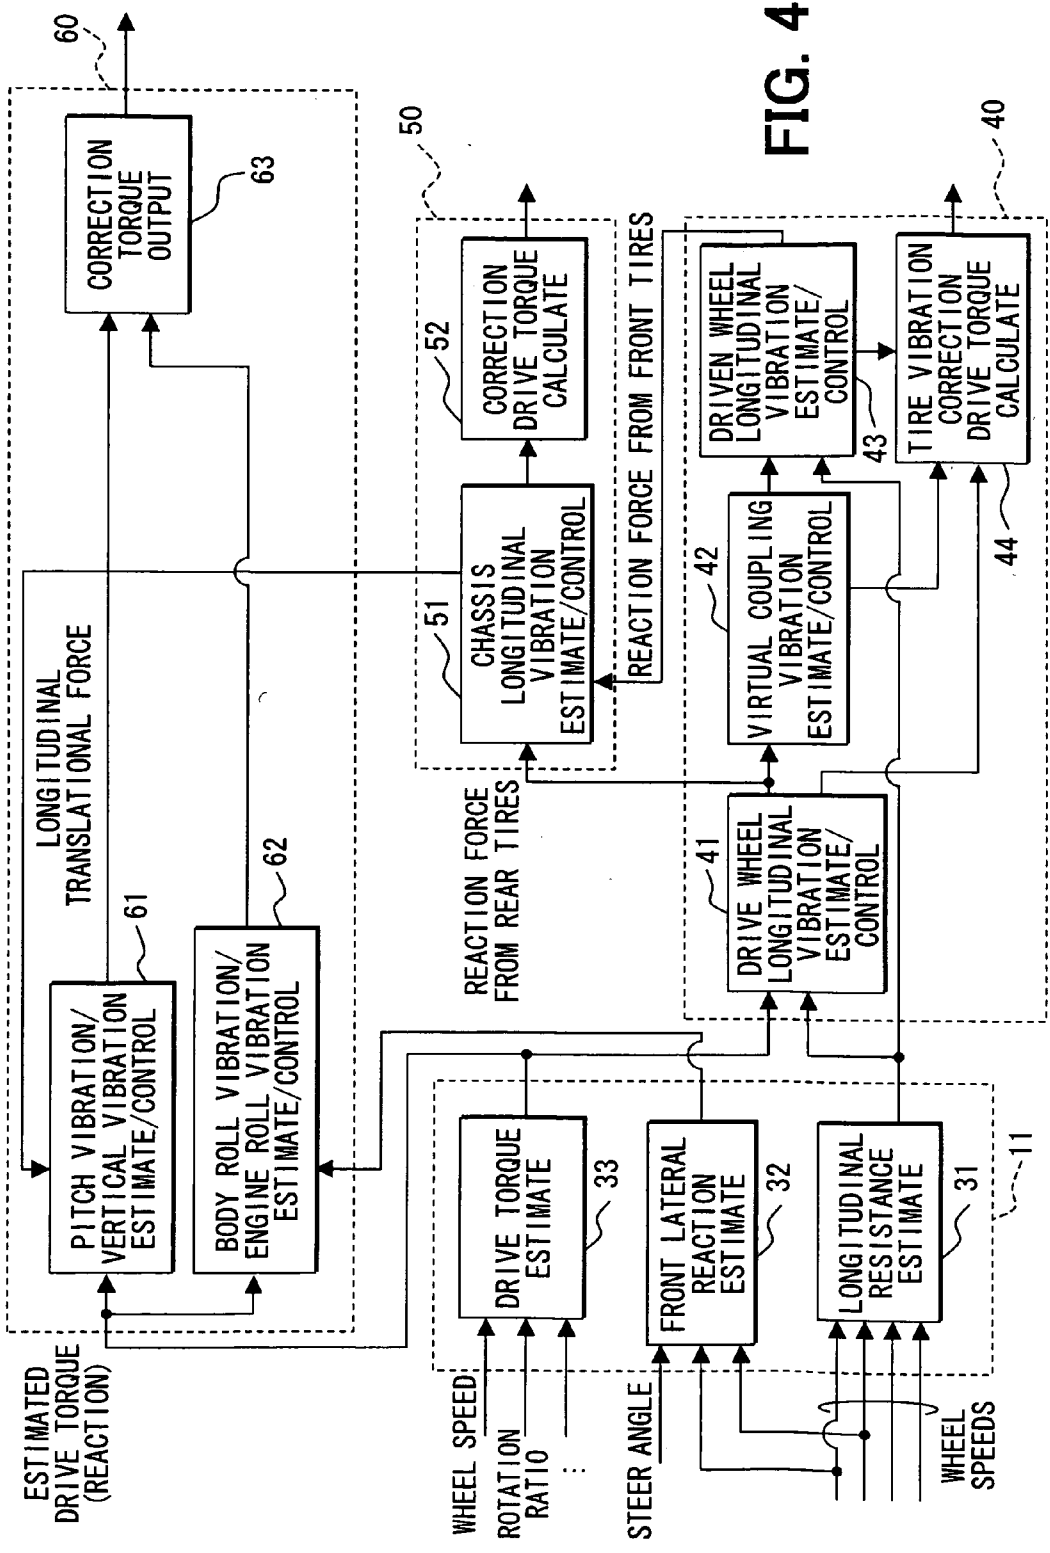 ESTIMATED
DRIVE TORQUE
(REACTION)
LONGITUDINAL
TRANSLATIONAL FORCE
60
PITCH VIBRATION/
VERTICAL VIBRATION
ESTIMATE/CONTROL
61
BODY ROLL VIBRATION/
ENGINE ROLL VIBRATION
ESTIMATE/CONTROL
62
CORRECTION
TORQUE
OUTPUT
63
WHEEL SPEED
ROTATION
RATIO
...
DRIVE TORQUE
ESTIMATE
33
REACTION FORCE
FROM REAR TIRES
50
51
CHASSIS
LONGITUDINAL
VIBRATION
ESTIMATE/CONTROL
52
CORRECTION
DRIVE TORQUE
CALCULATE
REACTION FORCE FROM FRONT TIRES
STEER ANGLE
FRONT LATERAL
REACTION
ESTIMATE
32
LONGITUDINAL
RESISTANCE
ESTIMATE
31
11
WHEEL
SPEEDS
41
DRIVE WHEEL
LONGITUDINAL
VIBRATION
ESTIMATE/
CONTROL
42
VIRTUAL COUPLING
VIBRATION
ESTIMATE/CONTROL
DRIVEN WHEEL
LONGITUDINAL
VIBRATION
ESTIMATE/
CONTROL
43
TIRE VIBRATION
CORRECTION
DRIVE TORQUE
CALCULATE
44
40
FIG. 4